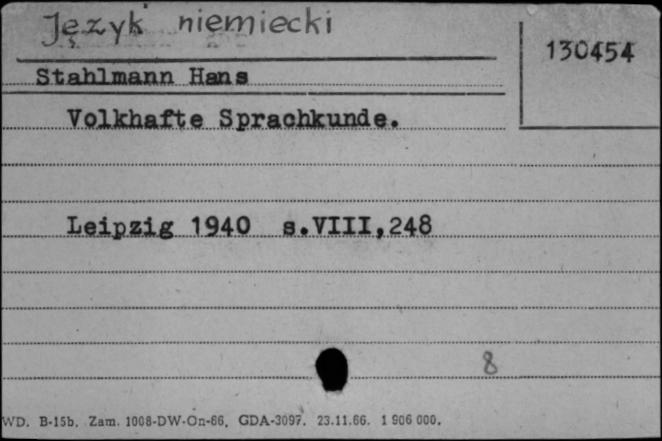 Język niemiecki
130454
Stahlmann Hans
Volkhafte Sprachkunde.
Leipzig 1940 s.VIII,248
8
WD. B-15b. Zam. 1008-DW-On-66. GDA-3097. 23.11.66. 1 906 000.